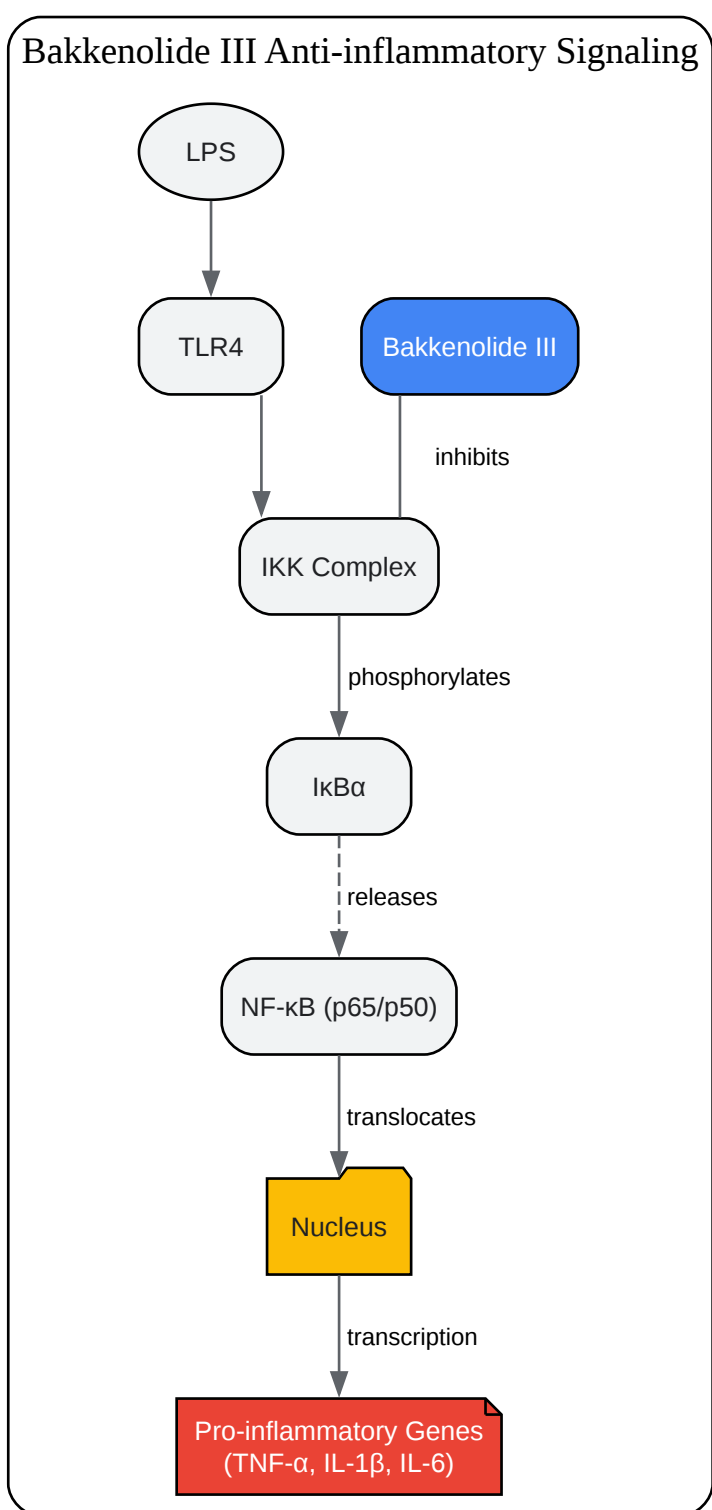 Bakkenolide III Anti-inflammatory Signaling
LPS
TLR4
Bakkenolide III
inhibits
IKK Complex
phosphorylates
IκBα
releases
NF-κB (p65/p50)
translocates
Nucleus
transcription
Pro-inflammatory Genes
(TNF-α, IL-1β, IL-6)